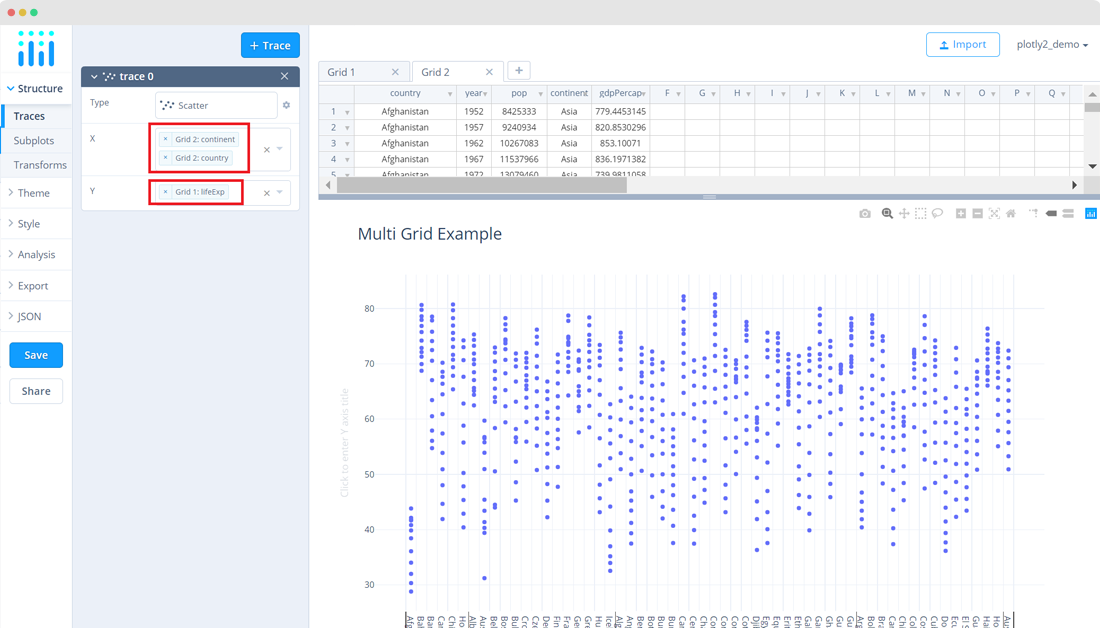 + Trace
Import
plotly2_demo
Structure
Traces
Subplots
Transforms
Theme
Style
Analysis
Export
JSON
Save
Share
trace 0
Type
Scatter
X
Grid 2: continent
Grid 2: country
Y
Grid 1: lifeExp
Grid 1
Grid 2
+
country year pop continent gdpPercap F G H I J K L M N O P Q
1 Afghanistan 1952 8425333 Asia 779.4453145
2 Afghanistan 1957 9240934 Asia 820.8530296
3 Afghanistan 1962 10267083 Asia 853.10071
4 Afghanistan 1967 11537966 Asia 836.1971382
5 Afghanistan 1972 13079460 Asia 739.9811058
Multi Grid Example
Click to enter Y axis title
80
70
60
50
40
30